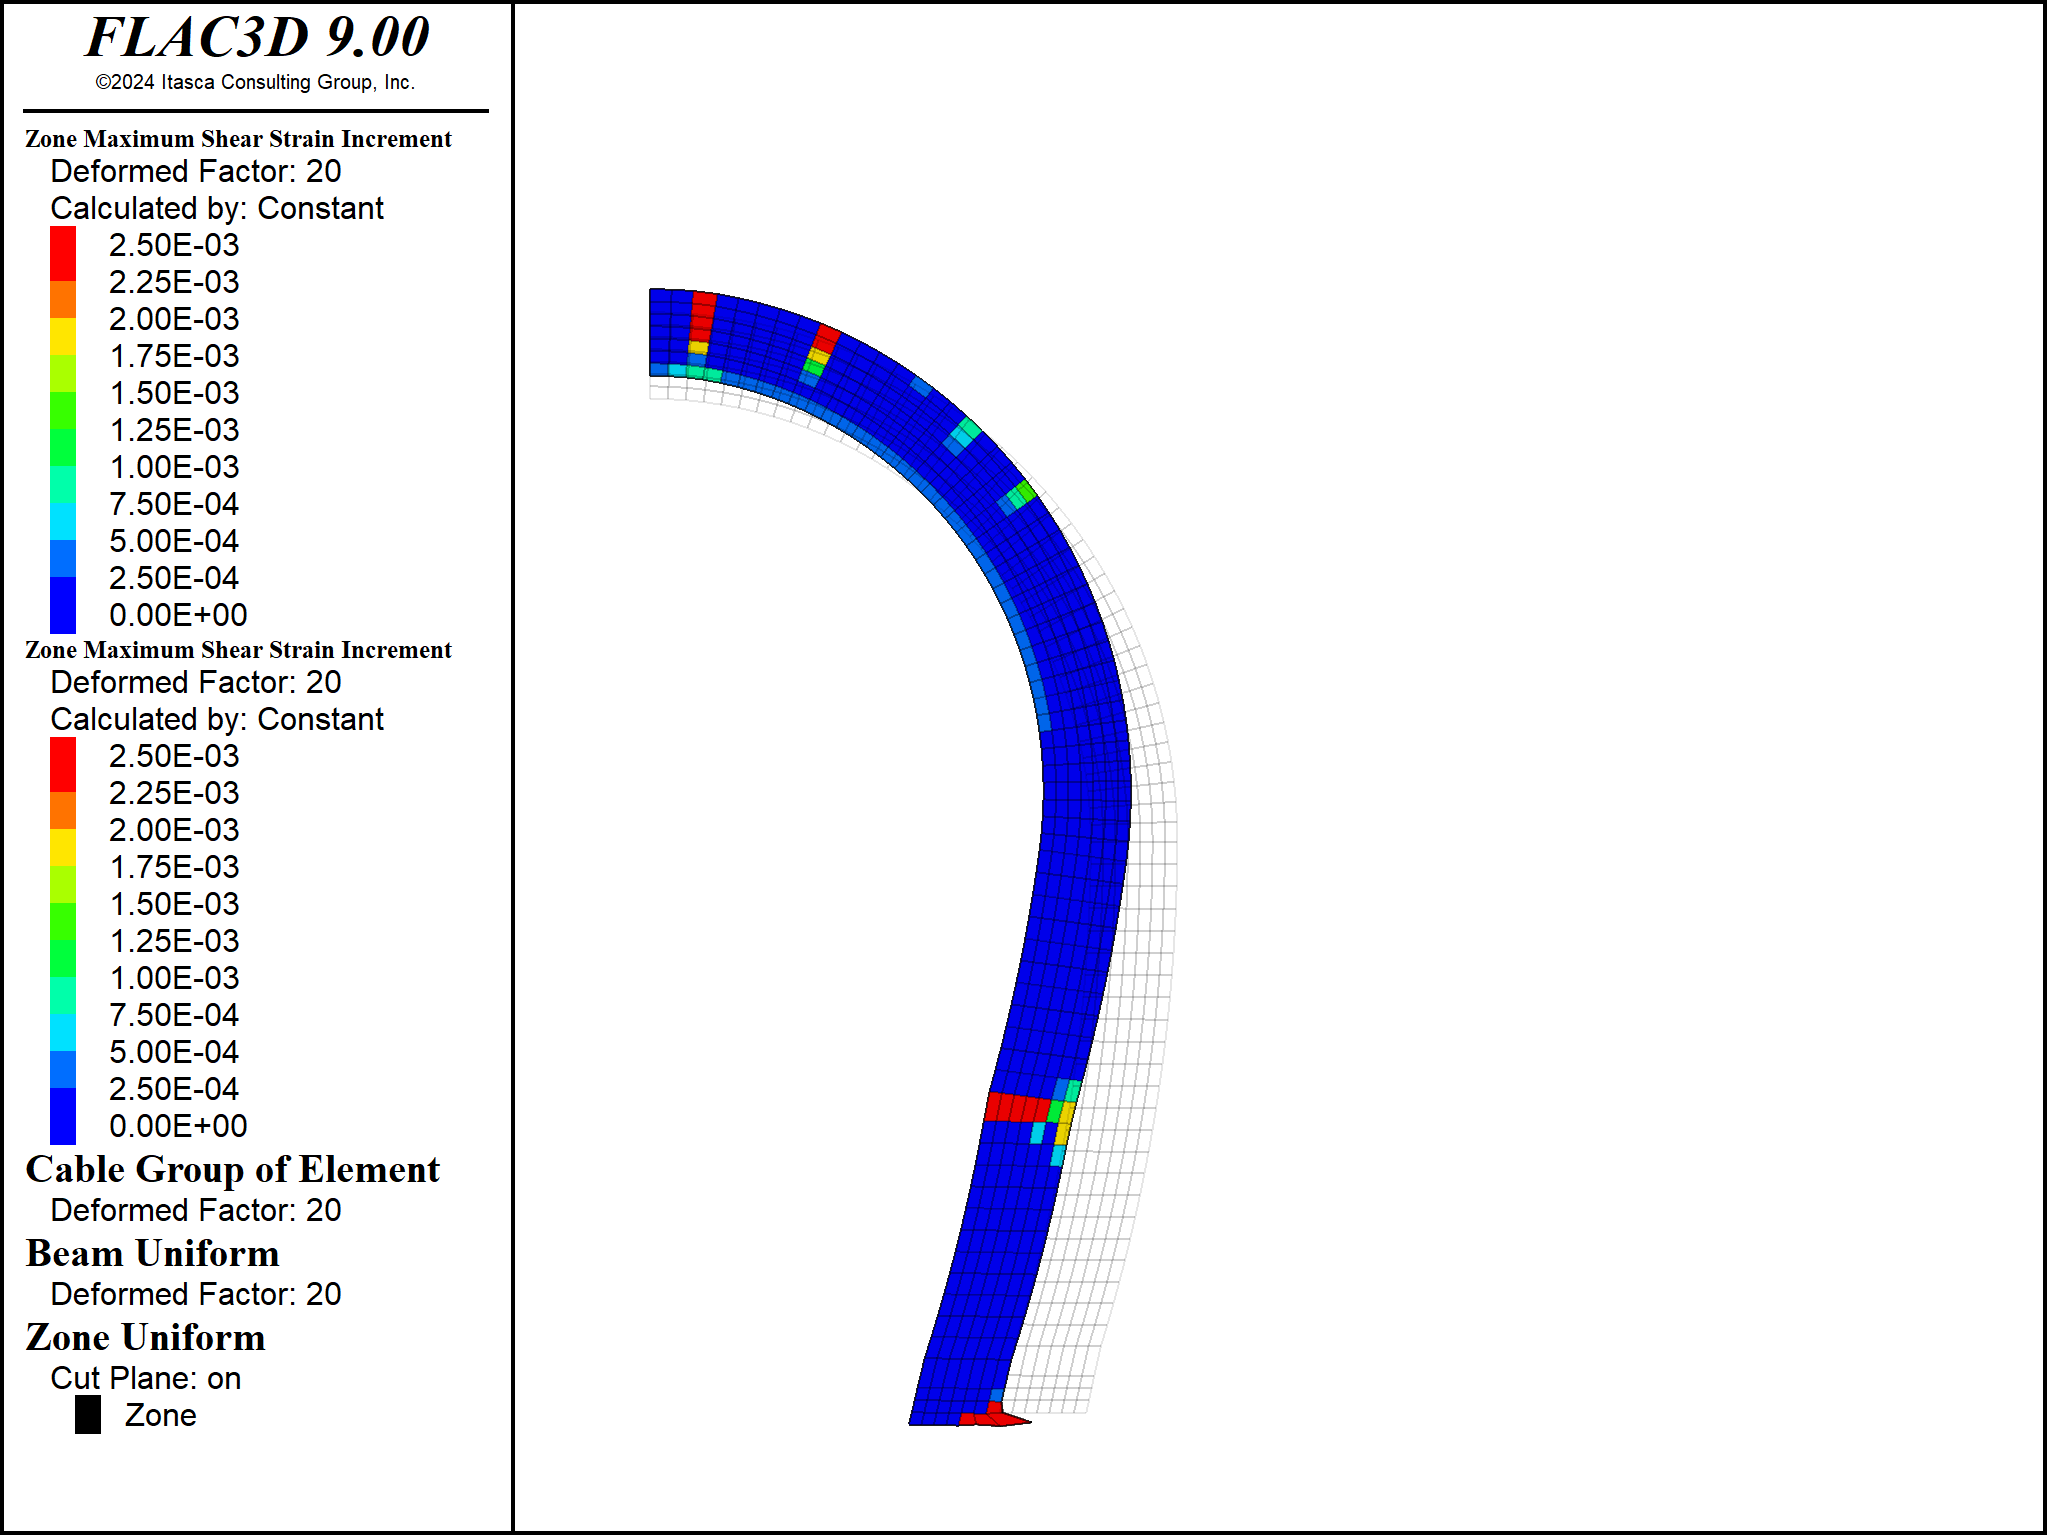 FLAC3D 9.00
©2024 Itasca Consulting Group, Inc.
Zone Maximum Shear Strain Increment
Deformed Factor: 20
Calculated by: Constant
2.50E-03
2.25E-03
2.00E-03
1.75E-03
1.50E-03
1.25E-03
1.00E-03
7.50E-04
5.00E-04
2.50E-04
0.00E+00
Zone Maximum Shear Strain Increment
Deformed Factor: 20
Calculated by: Constant
2.50E-03
2.25E-03
2.00E-03
1.75E-03
1.50E-03
1.25E-03
1.00E-03
7.50E-04
5.00E-04
2.50E-04
0.00E+00
Cable Group of Element
Deformed Factor: 20
Beam Uniform
Deformed Factor: 20
Zone Uniform
Cut Plane: on
Zone